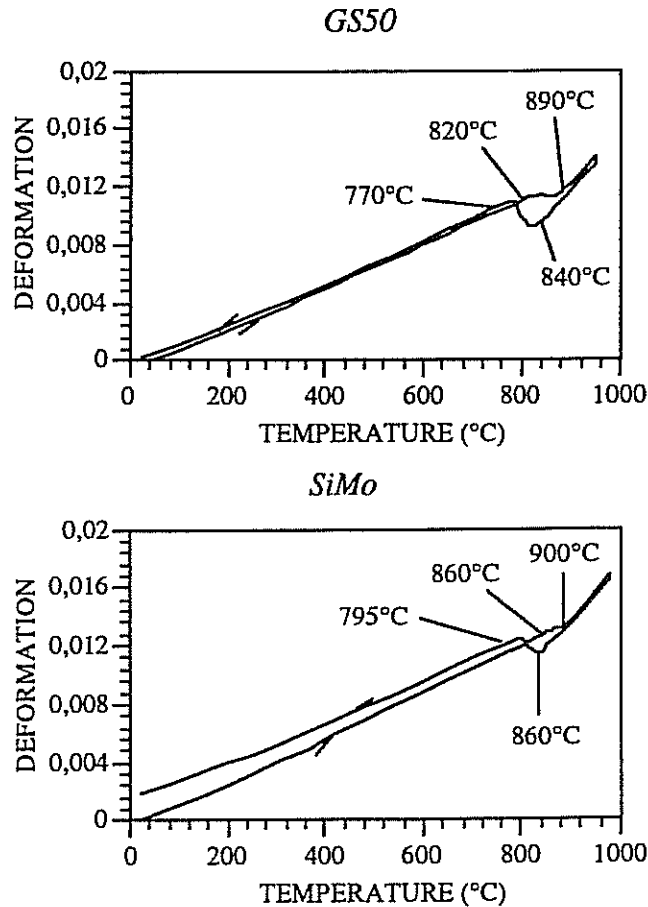 GS50
DEFORMATION
0,02
0,016
0,012
0,008
0,004
0
890°C
820°C
770°C
840°C
0 200 400 600 800 1000
TEMPERATURE (°C)
SiMo
DEFORMATION
0,02
0,016
0,012
0,008
0,004
0
900°C
860°C
795°C
860°C
0 200 400 600 800 1000
TEMPERATURE (°C)